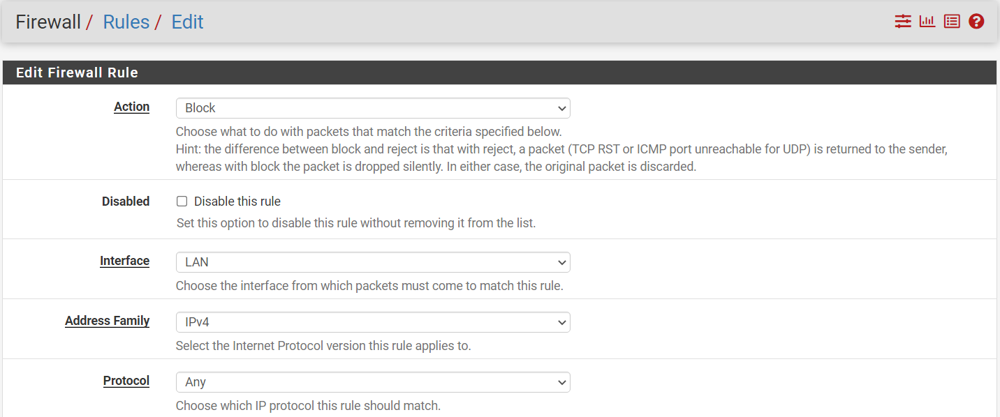 Firewall / Rules / Edit
Edit Firewall Rule
Action
Block
Choose what to do with packets that match the criteria specified below.
Hint: the difference between block and reject is that with reject, a packet (TCP RST or ICMP port unreachable for UDP) is returned to the sender,
whereas with block the packet is dropped silently. In either case, the original packet is discarded.
Disabled
Disable this rule
Set this option to disable this rule without removing it from the list.
Interface
LAN
Choose the interface from which packets must come to match this rule.
Address Family
IPv4
Select the Internet Protocol version this rule applies to.
Protocol
Any
Choose which IP protocol this rule should match.